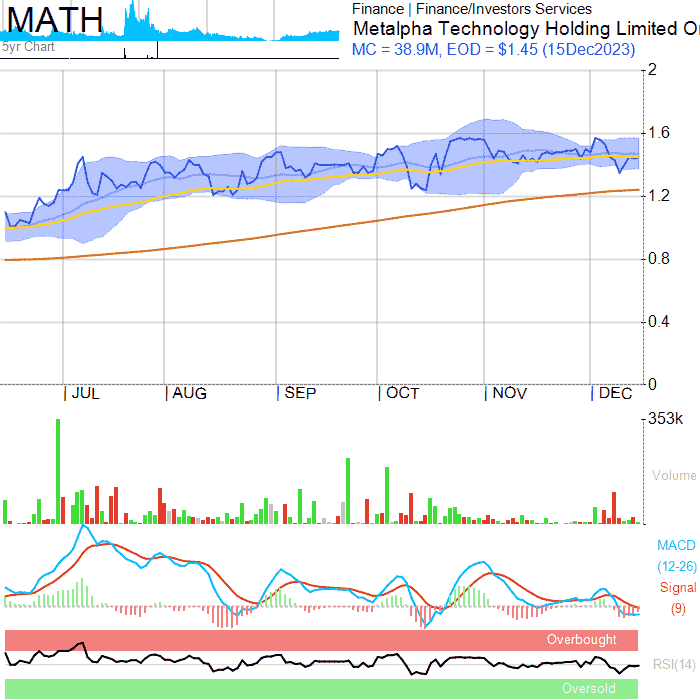 MATH
5yr Chart
Finance | Finance/Investors Services
Metalpha Technology Holding Limited Or
MC = 38.9M, EOD = $1.45 (15Dec2023)
2
1.6
1.2
0.8
0.4
0
JUL
AUG
SEP
OCT
NOV
DEC
353k
Volume
MACD
(12-26)
Signal
(9)
Overbought
RSI(14)
Oversold